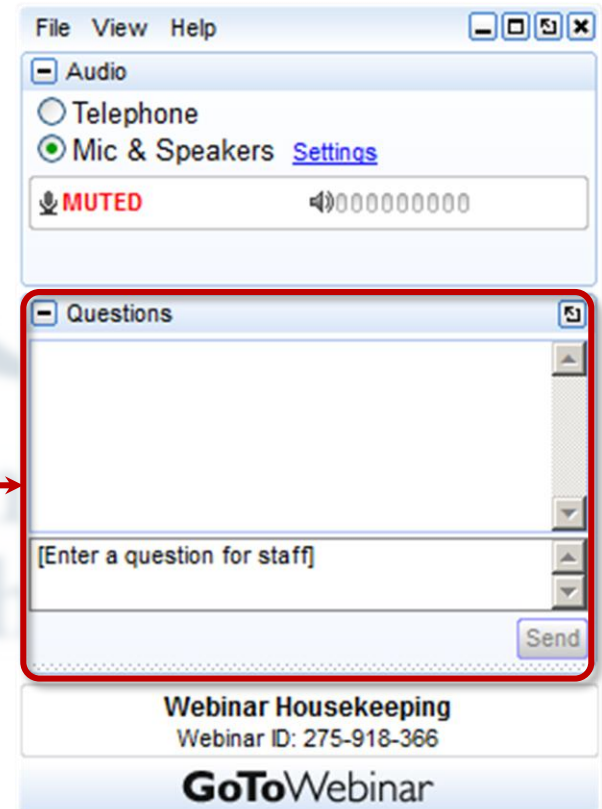 File View Help
Audio
Telephone
Mic & Speakers Settings
MUTED 000000000
Questions
[Enter a question for staff]
Send
Webinar Housekeeping
Webinar ID: 275-918-366
GoToWebinar